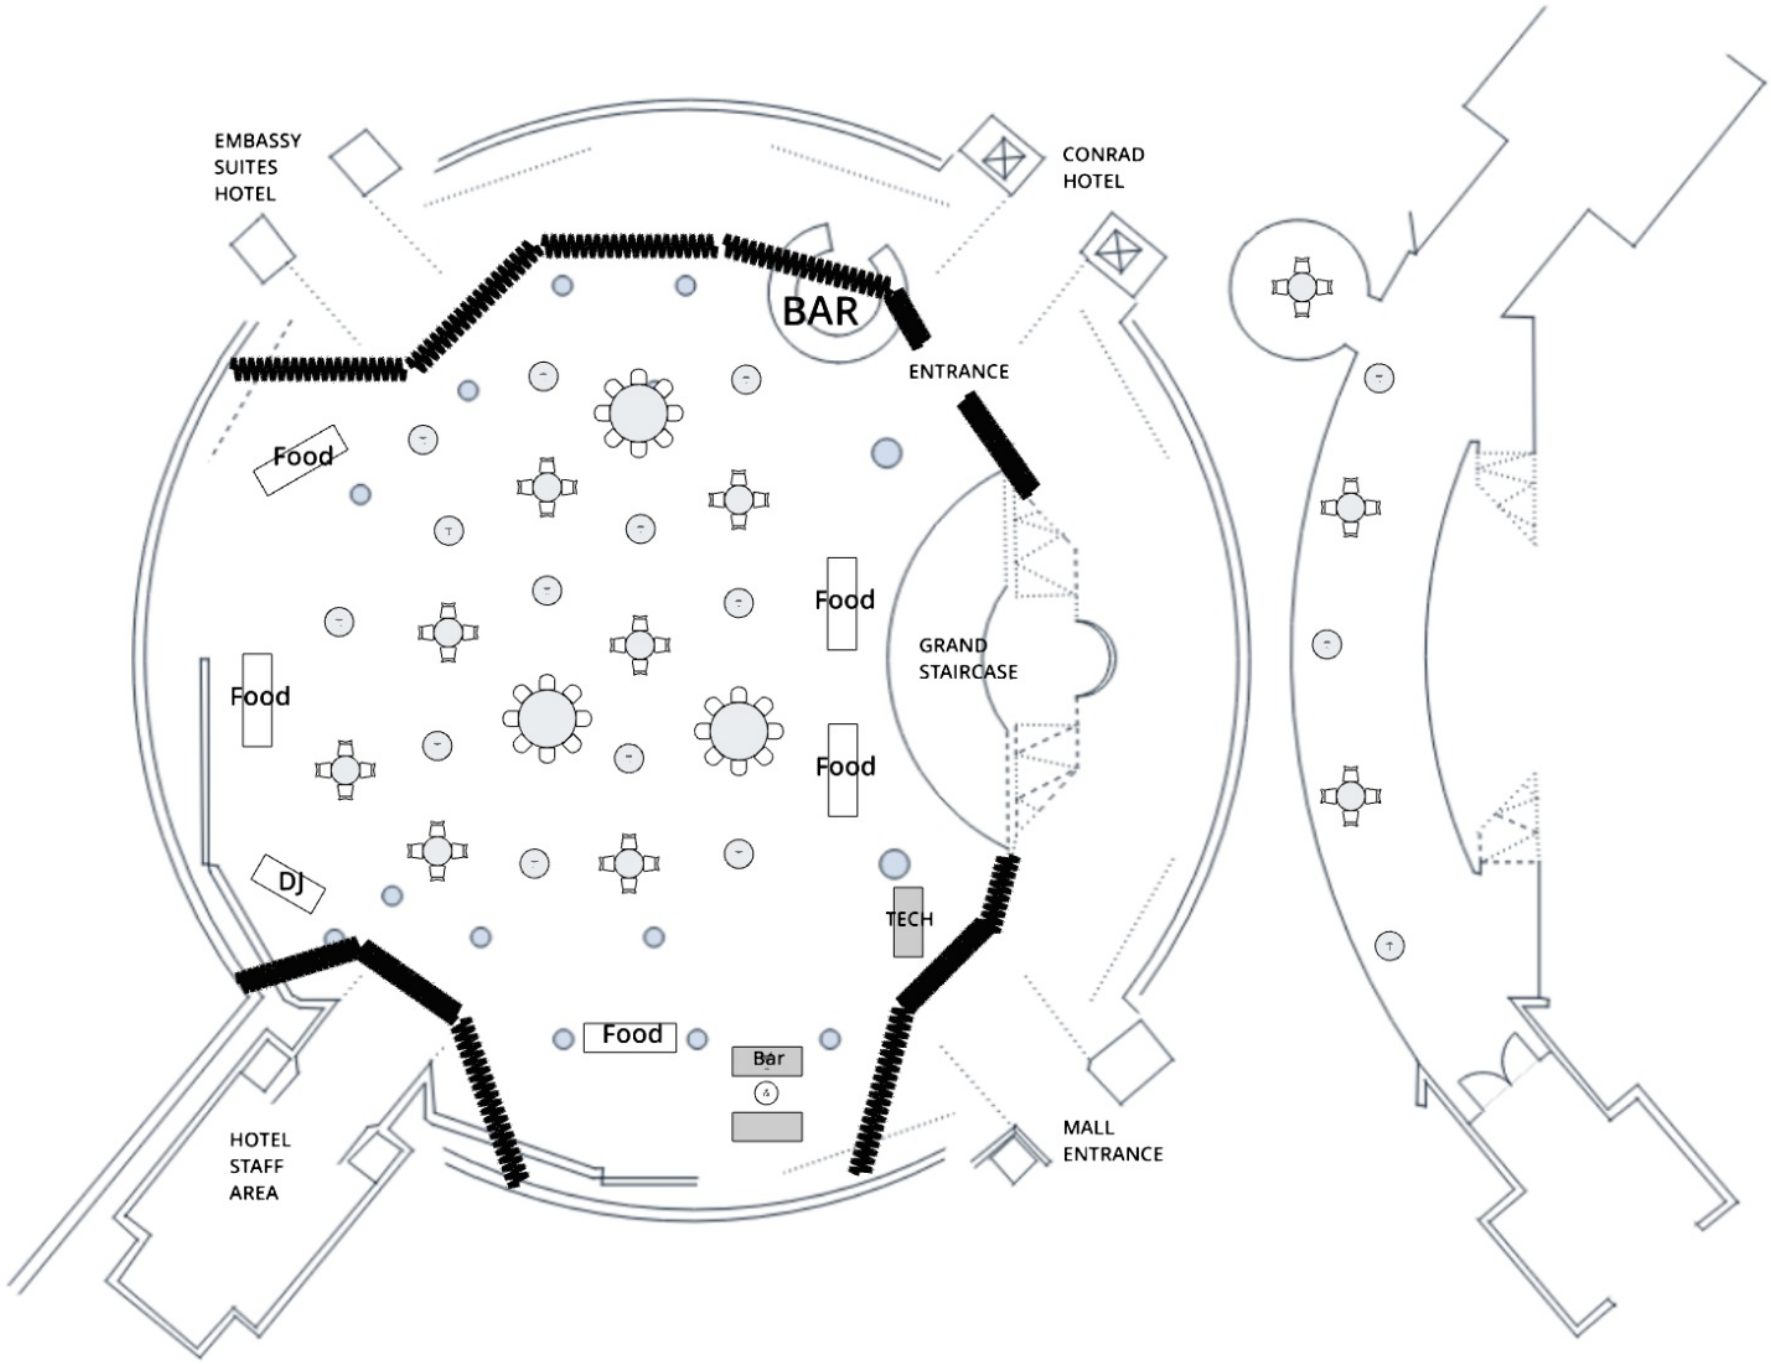 EMBASSY
SUITES
HOTEL
CONRAD
HOTEL
BAR
ENTRANCE
Food
Food
Food
GRAND
STAIRCASE
Food
DJ
TECH
Food
Bar
HOTEL
STAFF
AREA
MALL
ENTRANCE